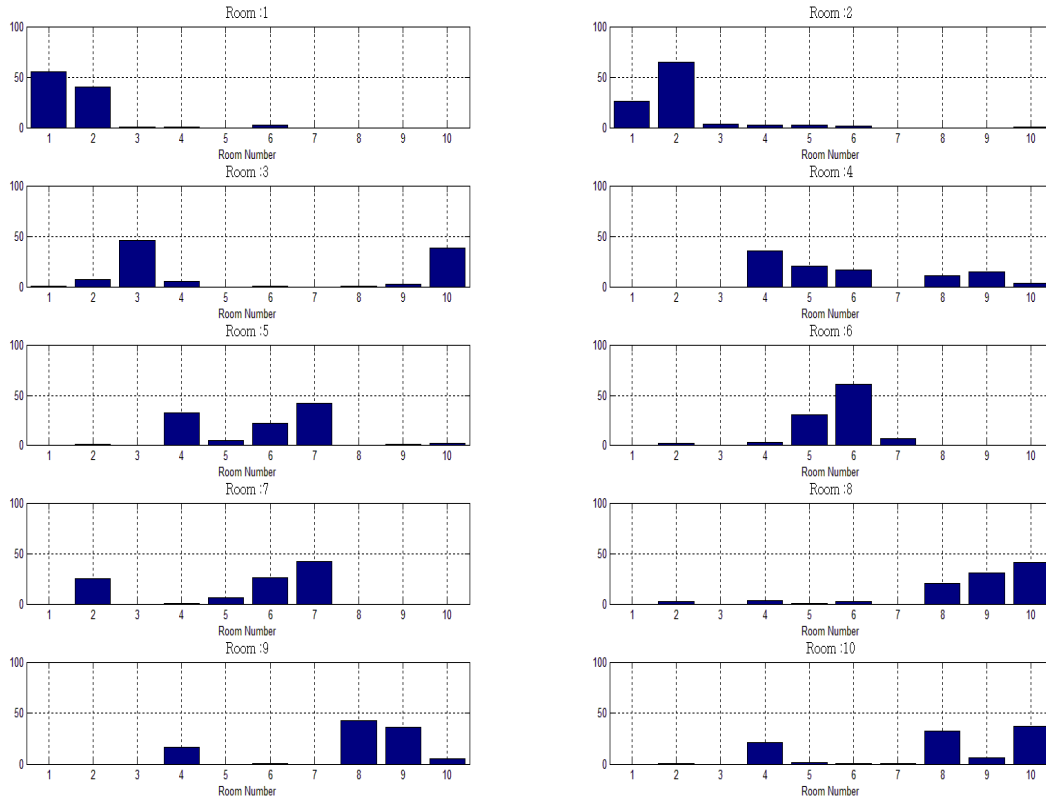 Room :1
100
50
0
1 2 3 4 5 6 7 8 9 10
Room Number
Room :2
100
50
0
1 2 3 4 5 6 7 8 9 10
Room Number
Room :3
100
50
0
1 2 3 4 5 6 7 8 9 10
Room Number
Room :4
100
50
0
1 2 3 4 5 6 7 8 9 10
Room Number
Room :5
100
50
0
1 2 3 4 5 6 7 8 9 10
Room Number
Room :6
100
50
0
1 2 3 4 5 6 7 8 9 10
Room Number
Room :7
100
50
0
1 2 3 4 5 6 7 8 9 10
Room Number
Room :8
100
50
0
1 2 3 4 5 6 7 8 9 10
Room Number
Room :9
100
50
0
1 2 3 4 5 6 7 8 9 10
Room Number
Room :10
100
50
0
1 2 3 4 5 6 7 8 9 10
Room Number